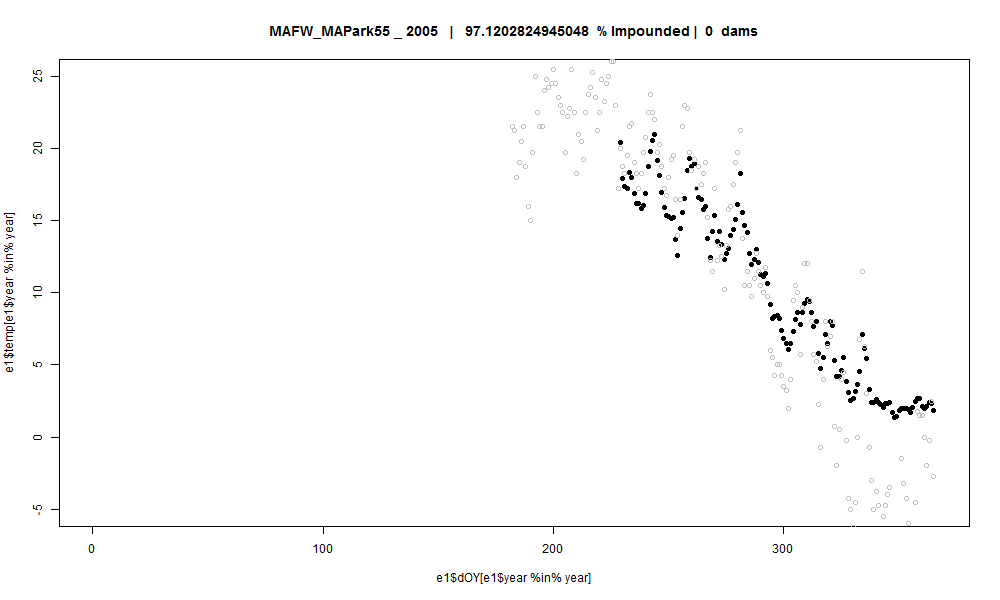 MAFW_MAPark55 _ 2005 | 97.1202824945048 % Impounded | 0 dams
25
20
15
10
5
0
-5
e1$temp[e1$year %in% year]
0 100 200 300
e1$dOY[e1$year %in% year]